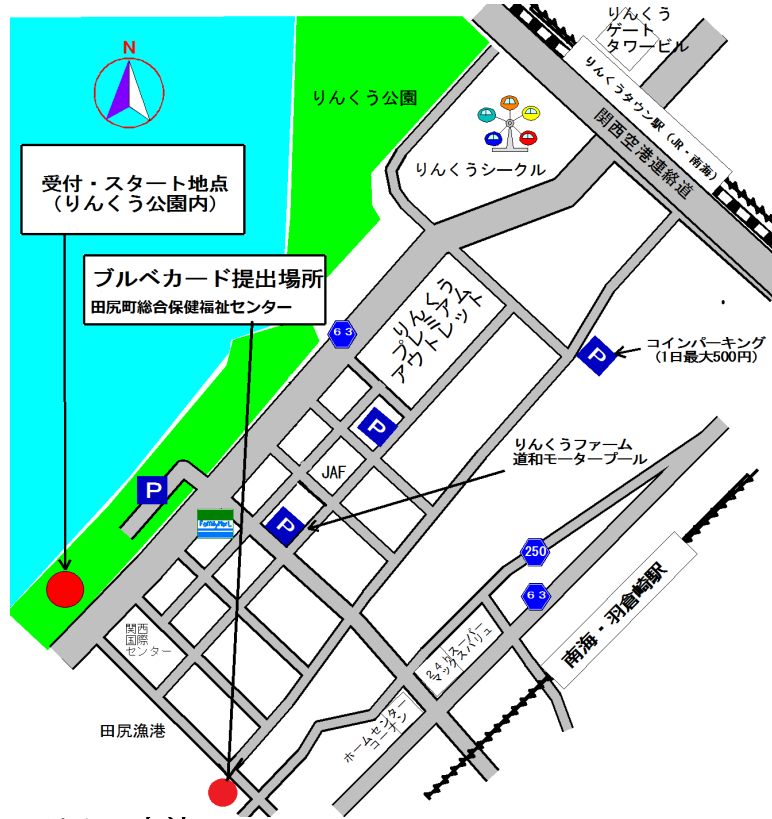 りんくう
ゲート
タワービル
N
りんくう公園
りんくうタウン駅（JR・南海）
関西空港連絡道
りんくうシークル
受付・スタート地点
（りんくう公園内）
ブルベカード提出場所
田尻町総合保健福祉センター
６３
りんくう
プレミアム
アウトレット
コインパーキング
（1日最大500円）
P
P
りんくうファーム
道和モータープール
JAF
P
P
FamilyMart
250
６３
南海・羽倉崎駅
関西
国際
センター
２４ｈスーパー
マックスバリュ
ホームセンター
コーナン
田尻漁港